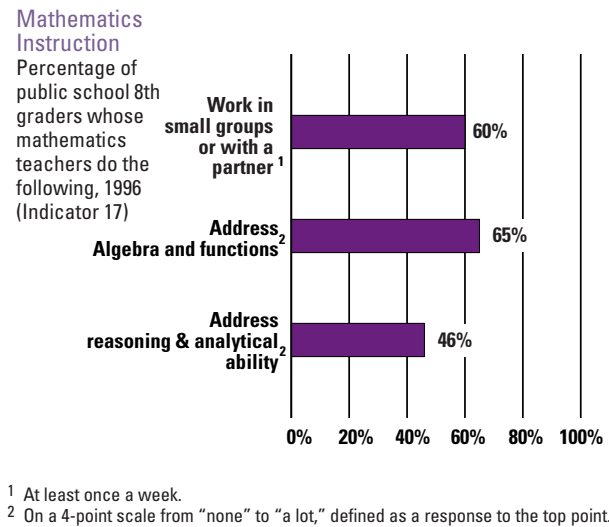 Mathematics
Instruction
Percentage of
public school 8th
graders whose
mathematics
teachers do the
following, 1996
(Indicator 17)
Work in
small groups
or with a
partner 1
60%
Address
Algebra and functions2
65%
Address
reasoning & analytical
ability2
46%
0% 20% 40% 60% 80% 100%
1 At least once a week.
2 On a 4-point scale from “none” to “a lot,” defined as a response to the top point.